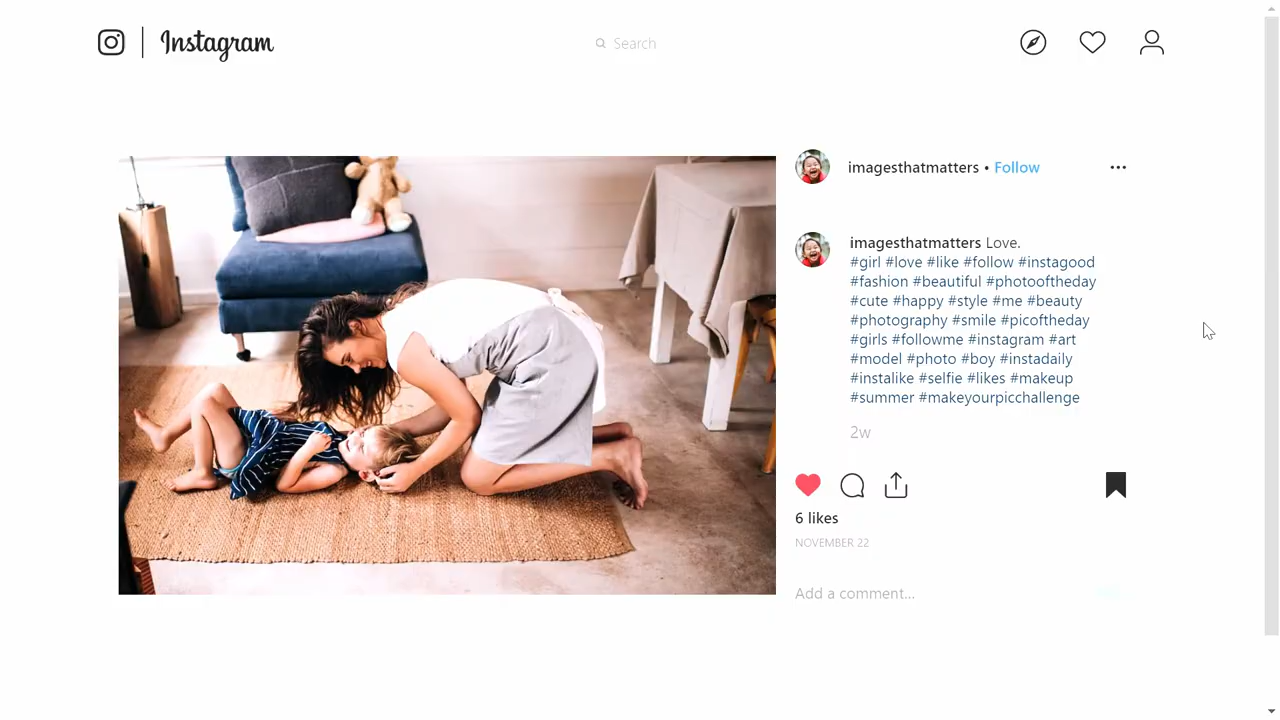 Instagram
Search
imagesthatmatters • Follow
imagesthatmatters Love.
#girl #love #like #follow #instagood
#fashion #beautiful #photooftheday
#cute #happy #style #me #beauty
#photography #smile #picoftheday
#girls #followme #instagram #art
#model #photo #boy #instadaily
#instalike #selfie #likes #makeup
#summer #makeyourpicchallenge
2w
6 likes
NOVEMBER 22
Add a comment...